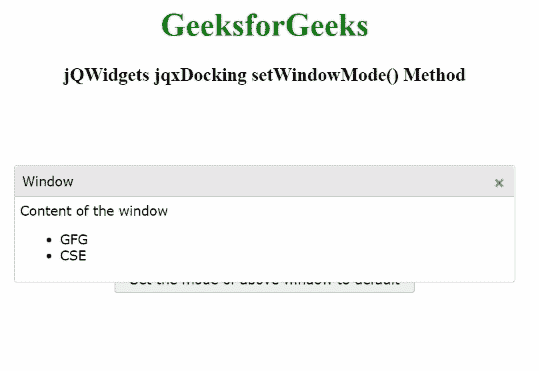 GeeksforGeeks
jQWidgets jqxDocking setWindowMode() Method
Window
Content of the window
GFG
CSE
Set the mode of above window to default